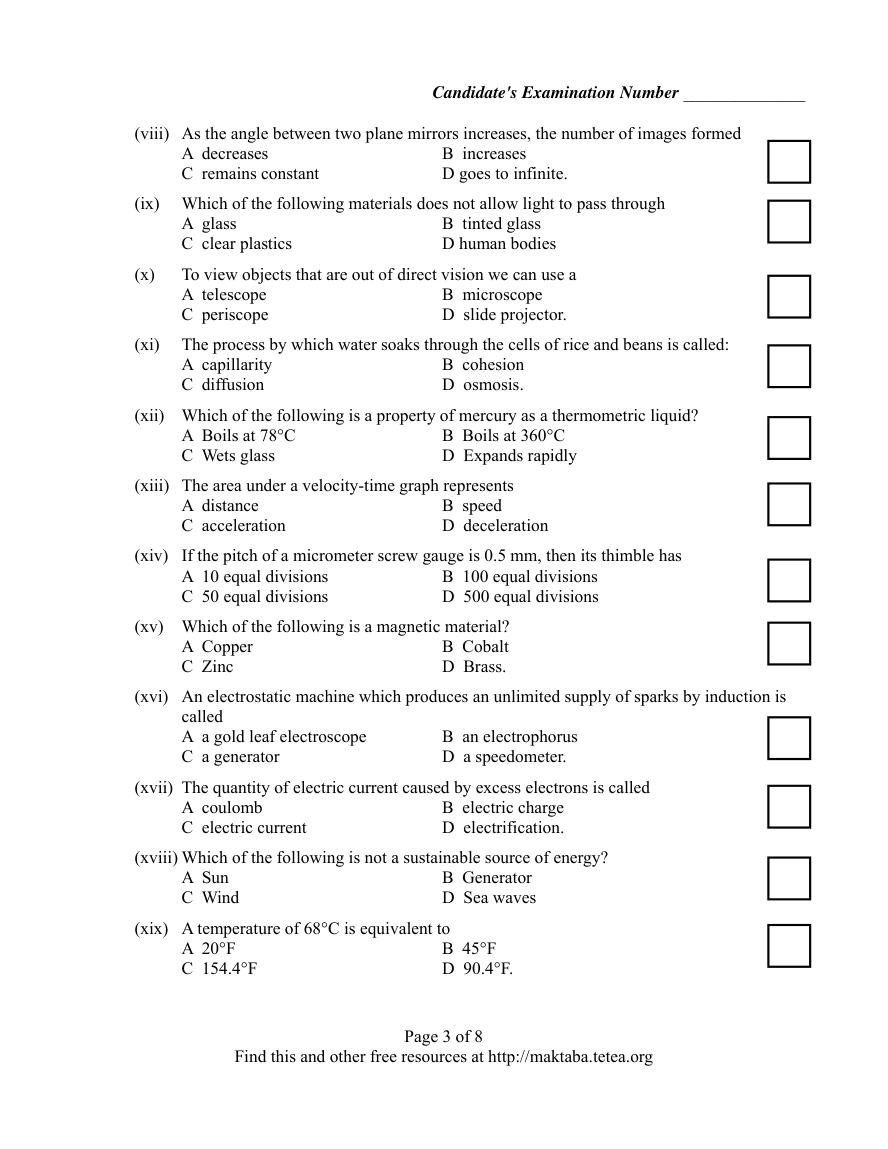 Candidate's Examination Number ______________
(viii) As the angle between two plane mirrors increases, the number of images formed
A decreases B increases
C remains constant D goes to infinite.
(ix) Which of the following materials does not allow light to pass through
A glass B tinted glass
C clear plastics D human bodies
(x) To view objects that are out of direct vision we can use a
A telescope B microscope
C periscope D slide projector.
(xi) The process by which water soaks through the cells of rice and beans is called:
A capillarity B cohesion
C diffusion D osmosis.
(xii) Which of the following is a property of mercury as a thermometric liquid?
A Boils at 78°C B Boils at 360°C
C Wets glass D Expands rapidly
(xiii) The area under a velocity-time graph represents
A distance B speed
C acceleration D deceleration
(xiv) If the pitch of a micrometer screw gauge is 0.5 mm, then its thimble has
A 10 equal divisions B 100 equal divisions
C 50 equal divisions D 500 equal divisions
(xv) Which of the following is a magnetic material?
A Copper B Cobalt
C Zinc D Brass.
(xvi) An electrostatic machine which produces an unlimited supply of sparks by induction is
called
A a gold leaf electroscope B an electrophorus
C a generator D a speedometer.
(xvii) The quantity of electric current caused by excess electrons is called
A coulomb B electric charge
C electric current D electrification.
(xviii) Which of the following is not a sustainable source of energy?
A Sun B Generator
C Wind D Sea waves
(xix) A temperature of 68°C is equivalent to
A 20°F B 45°F
C 154.4°F D 90.4°F.
Page 3 of 8
Find this and other free resources at http://maktaba.tetea.org